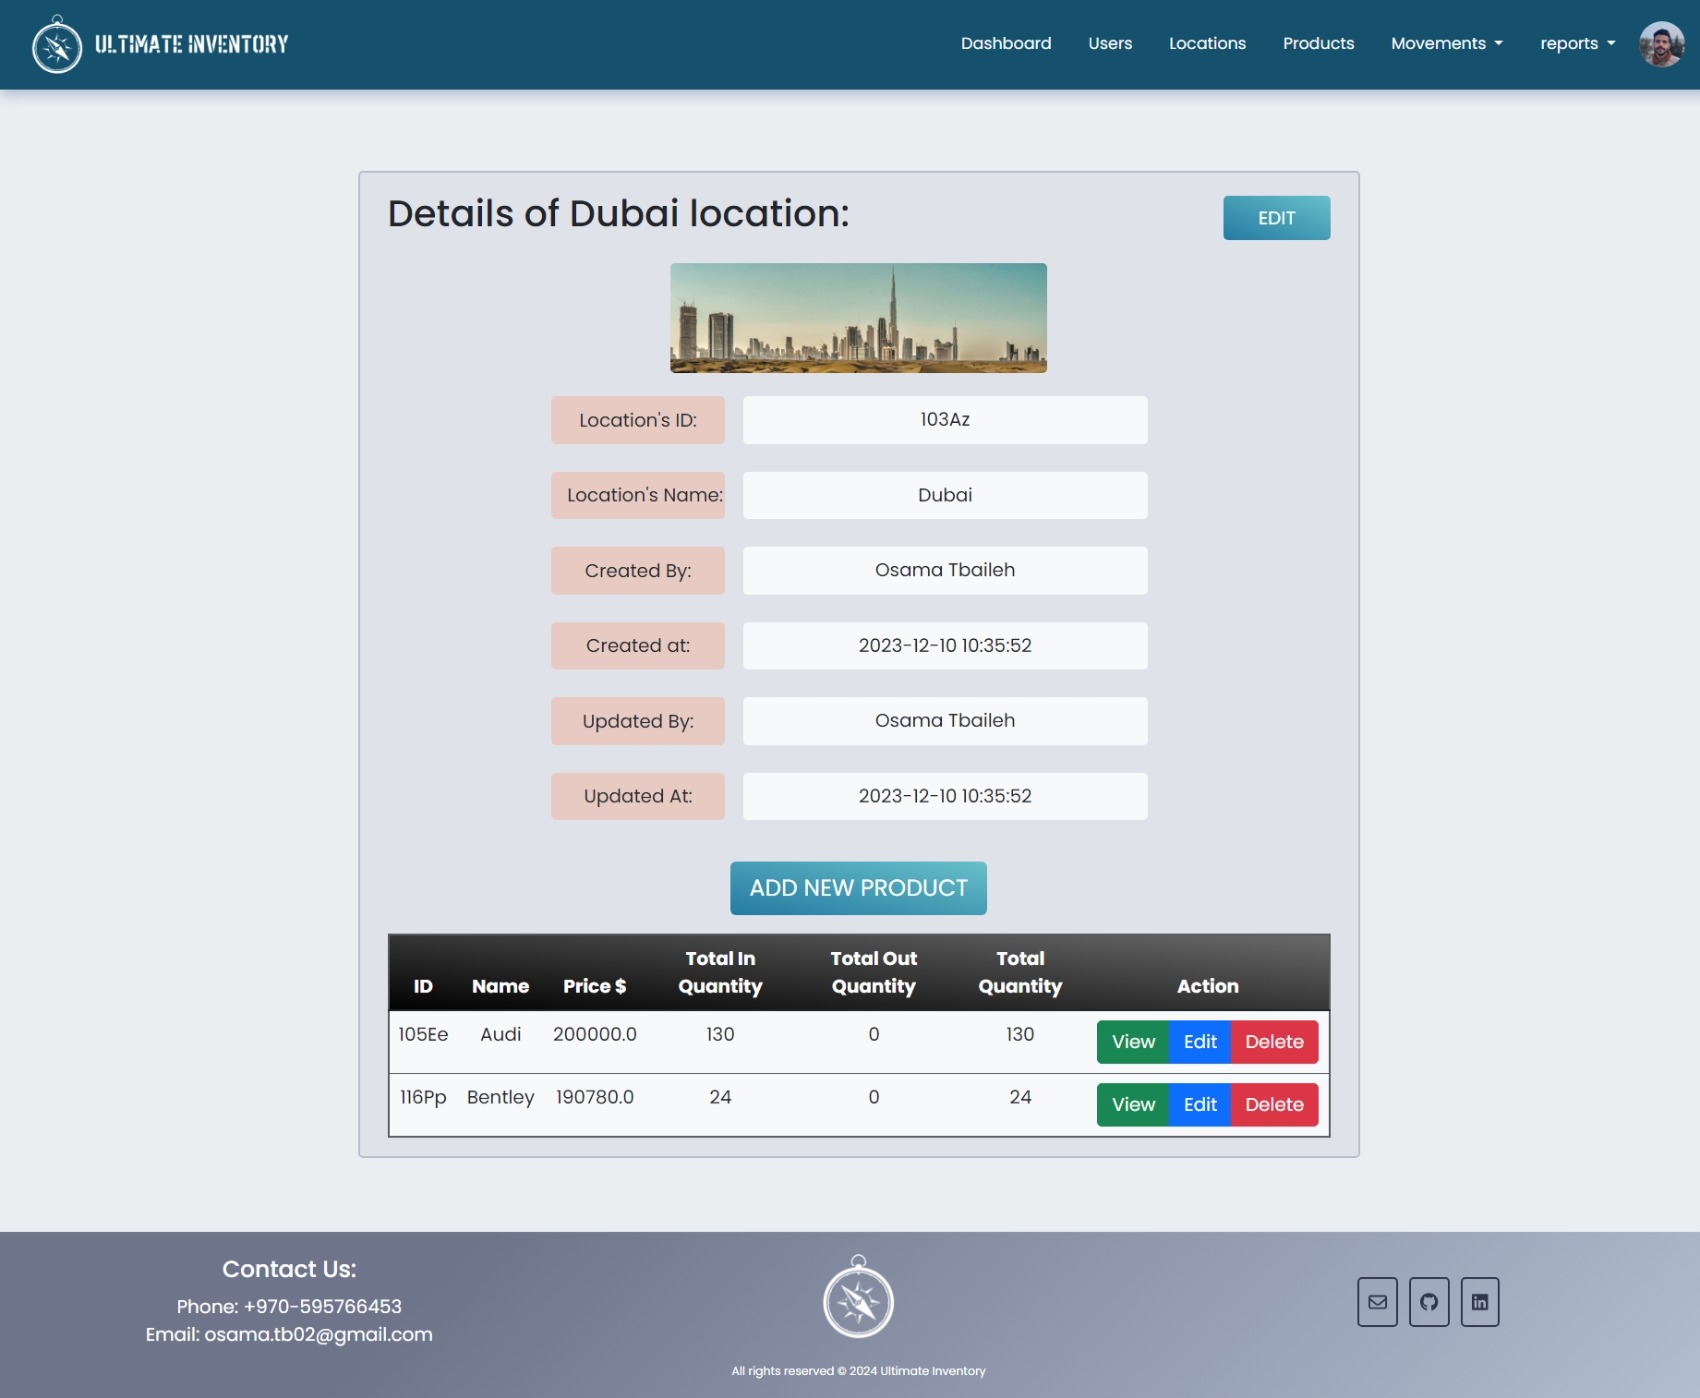 ULTIMATE INVENTORY
Dashboard Users Locations Products Movements reports
Details of Dubai location:
EDIT
Location's ID: 103Az
Location's Name: Dubai
Created By: Osama Tbaileh
Created at: 2023-12-10 10:35:52
Updated By: Osama Tbaileh
Updated At: 2023-12-10 10:35:52
ADD NEW PRODUCT
ID Name Price $ Total In Quantity Total Out Quantity Total Quantity Action
105Ee Audi 200000.0 130 0 130 View Edit Delete
116Pp Bentley 190780.0 24 0 24 View Edit Delete
Contact Us:
Phone: +970-595766453
Email: osama.tb02@gmail.com
All rights reserved © 2024 Ultimate Inventory